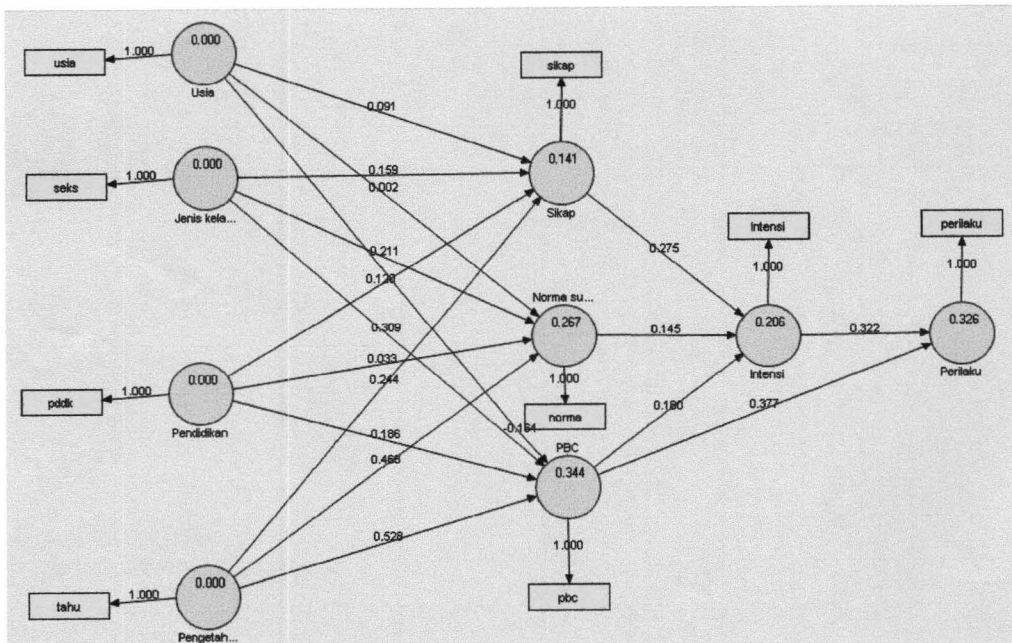 0.000
usia
1.000
Usia
sikap
1.000
0.091
0.141
Sikap
0.000
seks
1.000
Jenis kela...
0.159
0.002
Intensi
perilaku
0.275
1.000
1.000
0.211
0.120
Norma su...
0.267
0.145
0.206
Intensi
0.322
0.326
Perilaku
0.309
0.033
0.244
1.000
norma
0.377
0.000
pddk
1.000
Pendidikan
0.186
-0.161
0.180
PBC
0.344
0.528
1.000
pbc
0.000
tahu
1.000
Pengetah...